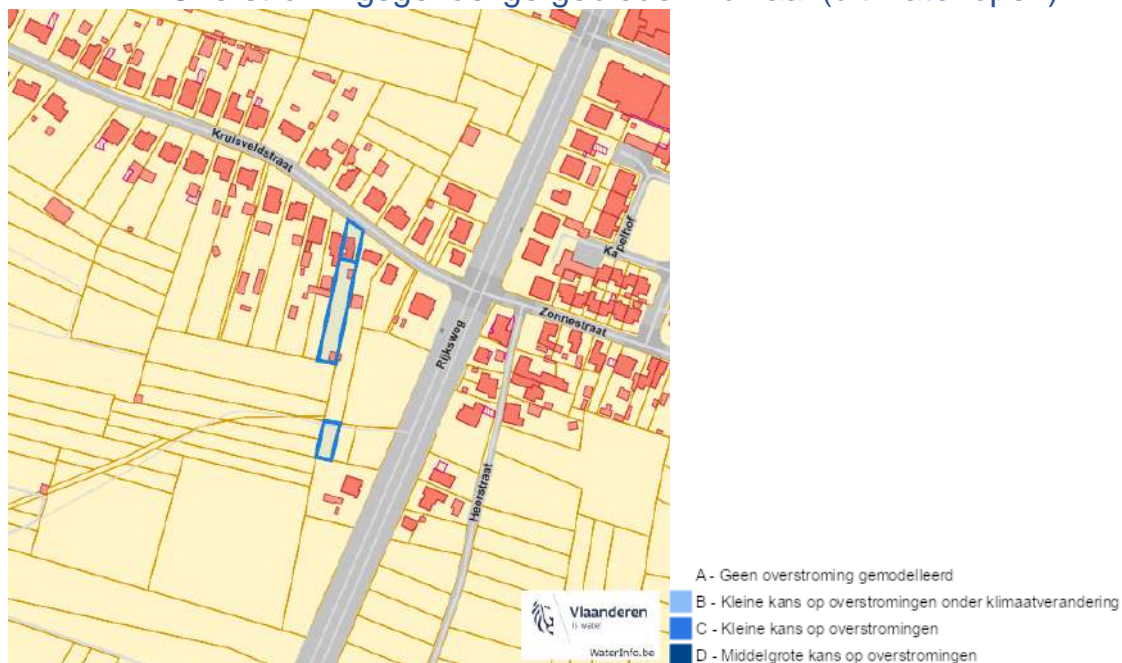 Kruisveldstraat
Kapelhof
Zonnestraat
Rijksweg
Heerstraat
Vlaanderen
is water
WaterInfo.be
A - Geen overstroming gemodelleerd
B - Kleine kans op overstromingen onder klimaatverandering
C - Kleine kans op overstromingen
D - Middelgrote kans op overstromingen